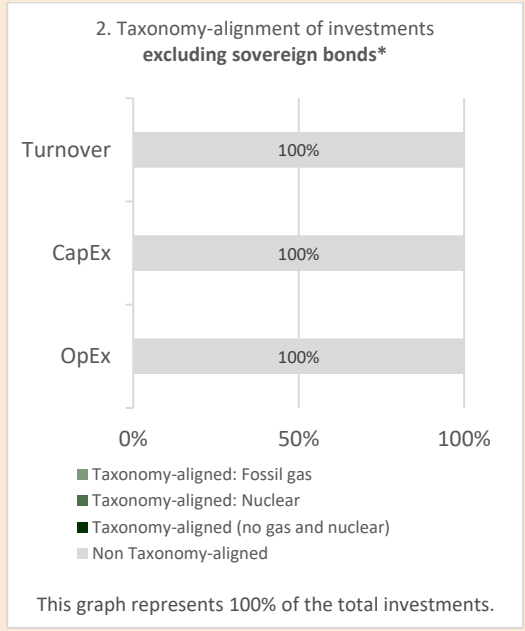 2. Taxonomy-alignment of investments
excluding sovereign bonds*
Turnover
100%
CapEx
100%
OpEx
100%
0%
50%
100%
Taxonomy-aligned: Fossil gas
Taxonomy-aligned: Nuclear
Taxonomy-aligned (no gas and nuclear)
Non Taxonomy-aligned
This graph represents 100% of the total investments.